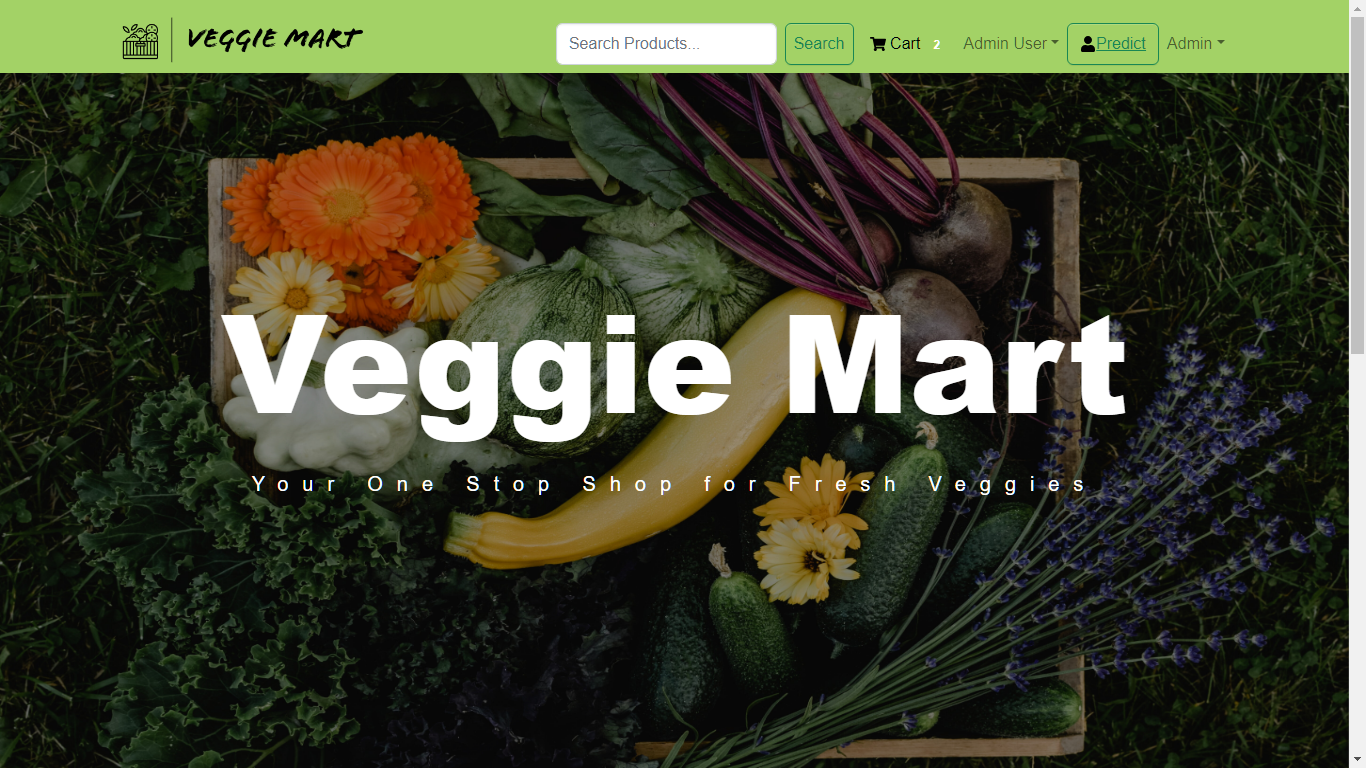 VEGGIE MART
Search Products...
Search
Cart 2
Admin User
Predict
Admin
Veggie Mart
Your One Stop Shop for Fresh Veggies